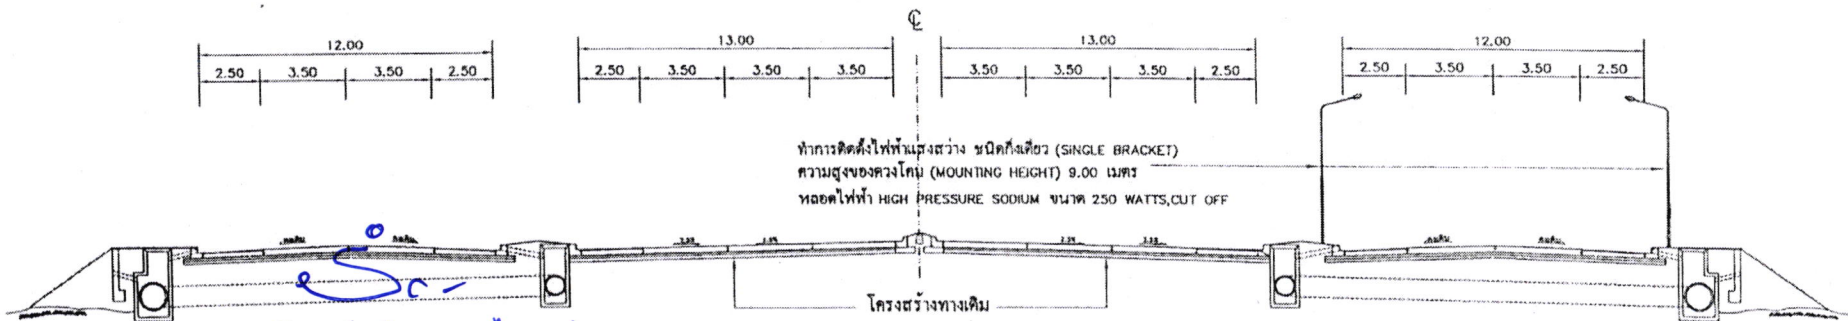 ℄
12.00 13.00 13.00 12.00
2.50 3.50 3.50 2.50 2.50 3.50 3.50 3.50 3.50 3.50 3.50 2.50 2.50 3.50 3.50 2.50
ทำการติดตั้งไฟฟ้าแสงสว่าง ชนิดกิ่งเดี่ยว (SINGLE BRACKET)
ความสูงของดวงโคม (MOUNTING HEIGHT) 9.00 เมตร
หลอดไฟฟ้า HIGH PRESSURE SODIUM ขนาด 250 WATTS,CUT OFF
โครงสร้างทางเดิม